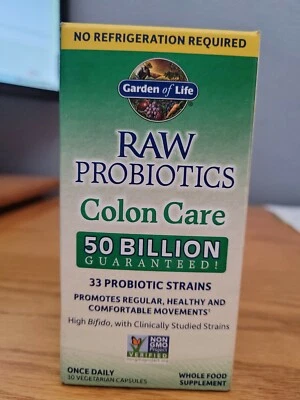 NO REFRIGERATION REQUIRED
Garden of Life
RAW
PROBIOTICS
Colon Care
50 BILLION
GUARANTEED!
33 PROBIOTIC STRAINS
PROMOTES REGULAR, HEALTHY AND
COMFORTABLE MOVEMENTS†
High Bifido, with Clinically Studied Strains
NON
GMO
Project
VERIFIED
ONCE DAILY
30 VEGETARIAN CAPSULES
WHOLE FOOD
SUPPLEMENT